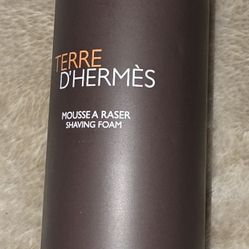 TERRE
D'HERMÈS
MOUSSE A RASER
SHAVING FOAM